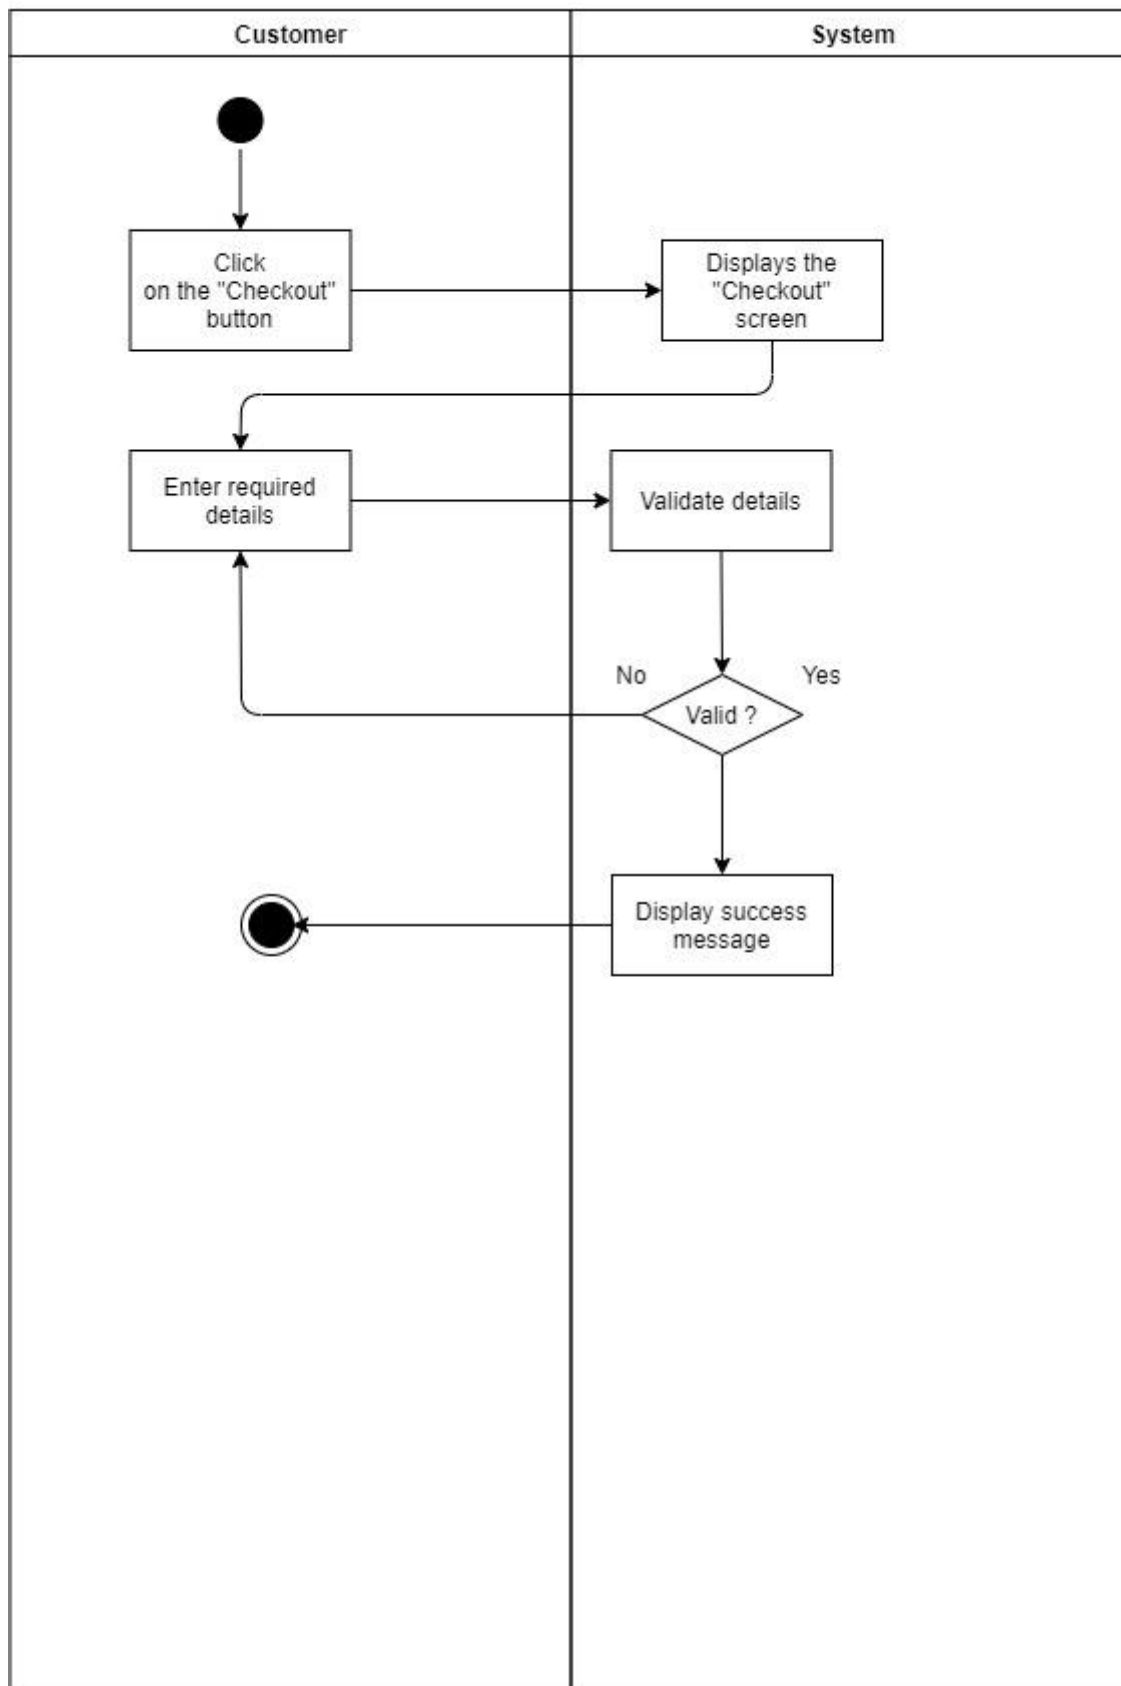 Customer
System
Click
on the "Checkout"
button
Displays the
"Checkout"
screen
Enter required
details
Validate details
No
Yes
Valid ?
Display success
message